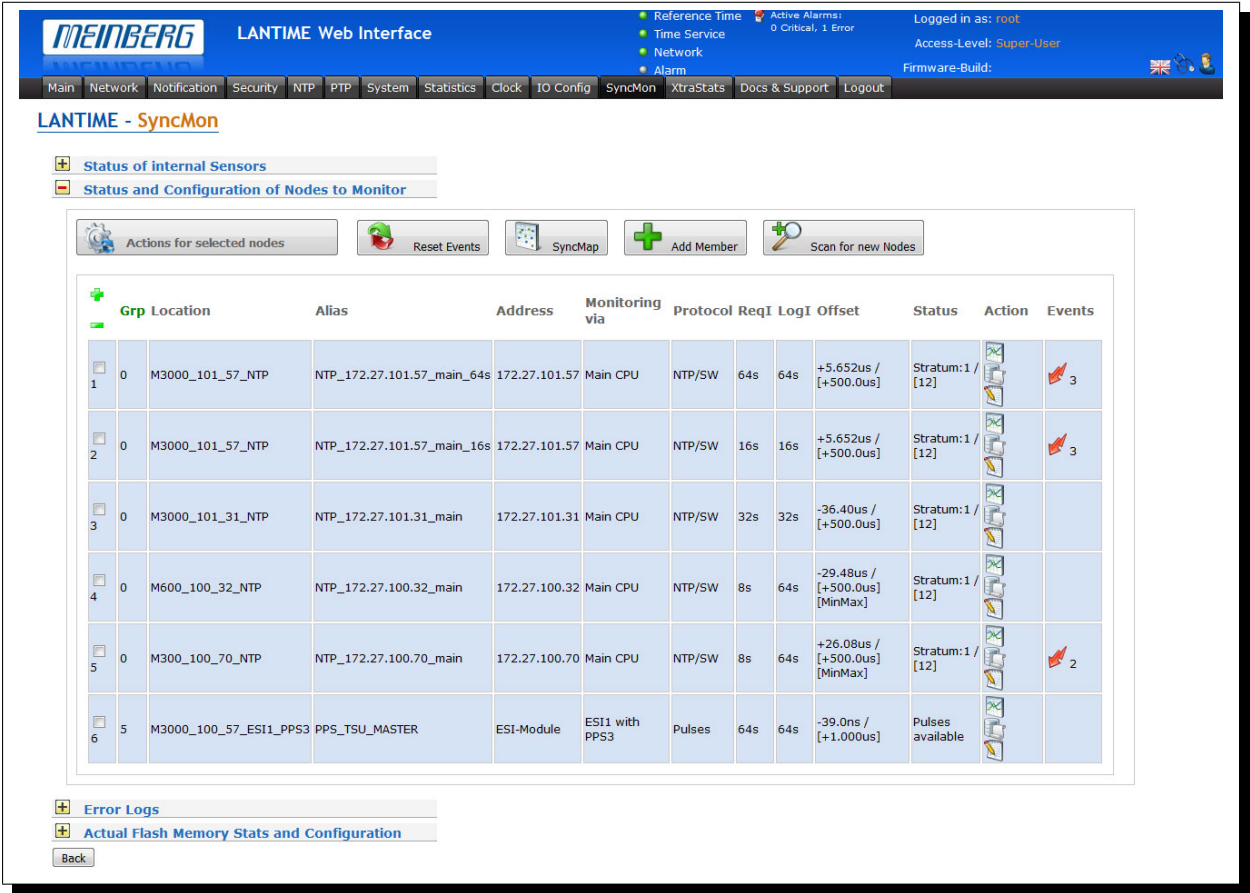 MEINBERG
LANTIME Web Interface
Reference Time
Time Service
Network
Alarm
Active Alarms:
0 Critical, 1 Error
Logged in as: root
Access-Level: Super-User
Firmware-Build:
Main Network Notification Security NTP PTP System Statistics Clock IO Config SyncMon XtraStats Docs & Support Logout
LANTIME - SyncMon
Status of internal Sensors
Status and Configuration of Nodes to Monitor
Actions for selected nodes Reset Events SyncMap Add Member Scan for new Nodes
Grp Location Alias Address Monitoring via Protocol ReqI LogI Offset Status Action Events
1 0 M3000_101_57_NTP NTP_172.27.101.57_main_64s 172.27.101.57 Main CPU NTP/SW 64s 64s +5.652us / [+500.0us] Stratum:1 / [12] 3
2 0 M3000_101_57_NTP NTP_172.27.101.57_main_16s 172.27.101.57 Main CPU NTP/SW 16s 16s +5.652us / [+500.0us] Stratum:1 / [12] 3
3 0 M3000_101_31_NTP NTP_172.27.101.31_main 172.27.101.31 Main CPU NTP/SW 32s 32s -36.40us / [+500.0us] Stratum:1 / [12]
4 0 M600_100_32_NTP NTP_172.27.100.32_main 172.27.100.32 Main CPU NTP/SW 8s 64s -29.48us / [+500.0us] [MinMax] Stratum:1 / [12]
5 0 M300_100_70_NTP NTP_172.27.100.70_main 172.27.100.70 Main CPU NTP/SW 8s 64s +26.08us / [+500.0us] [MinMax] Stratum:1 / [12] 2
6 5 M3000_100_57_ESI1_PPS3 PPS_TSU_MASTER ESI-Module ESI1 with PPS3 Pulses 64s 64s -39.0ns / [+1.000us] Pulses available
Error Logs
Actual Flash Memory Stats and Configuration
Back